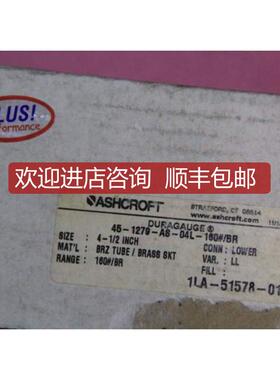 LUS!
formance
ASHCROFT
STRATFORD, CT 06614
www.ashcroft.com
欢迎进店咨询 顺丰包邮
DURAGAUGE®
45-1279-AS-04L-160#/BR
SIZE : 4-1/2 INCH
CONN : LOWER
MAT'L : BRZ TUBE / BRASS SKT
VAR. : LL
RANGE : 160#/BR
FILL :
1LA-51578-01